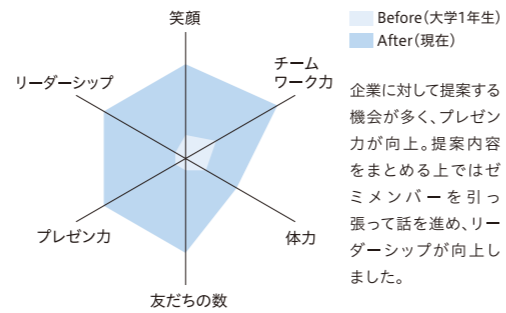 笑顔
チーム
ワーク力
体力
友だちの数
プレゼン力
リーダーシップ
Before（大学1年生）
After（現在）
企業に対して提案する
機会が多く、プレゼン
力が向上。提案内容
をまとめる上ではゼ
ミメンバーを引っ
張って話を進め、リー
ダーシップが向上し
ました。